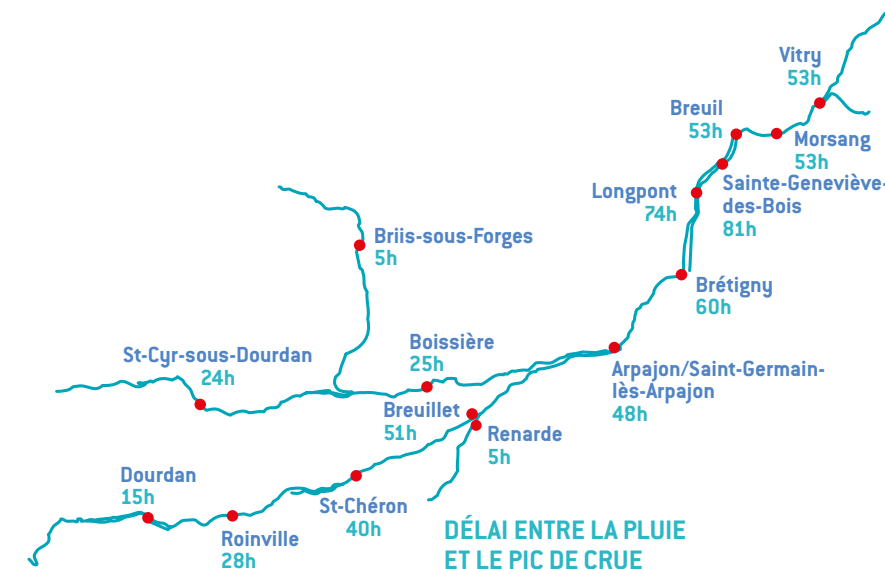 Vitry
53h
Breuil
53h
Morsang
53h
Longpont
74h
Sainte-Geneviève-
des-Bois
81h
Briis-sous-Forges
5h
Brétigny
60h
St-Cyr-sous-Dourdan
24h
Boissière
25h
Arpajon/Saint-Germain-
lès-Arpajon
48h
Breuillet
51h
Renarde
5h
Dourdan
15h
St-Chéron
40h
Roinville
28h
DÉLAI ENTRE LA PLUIE
ET LE PIC DE CRUE